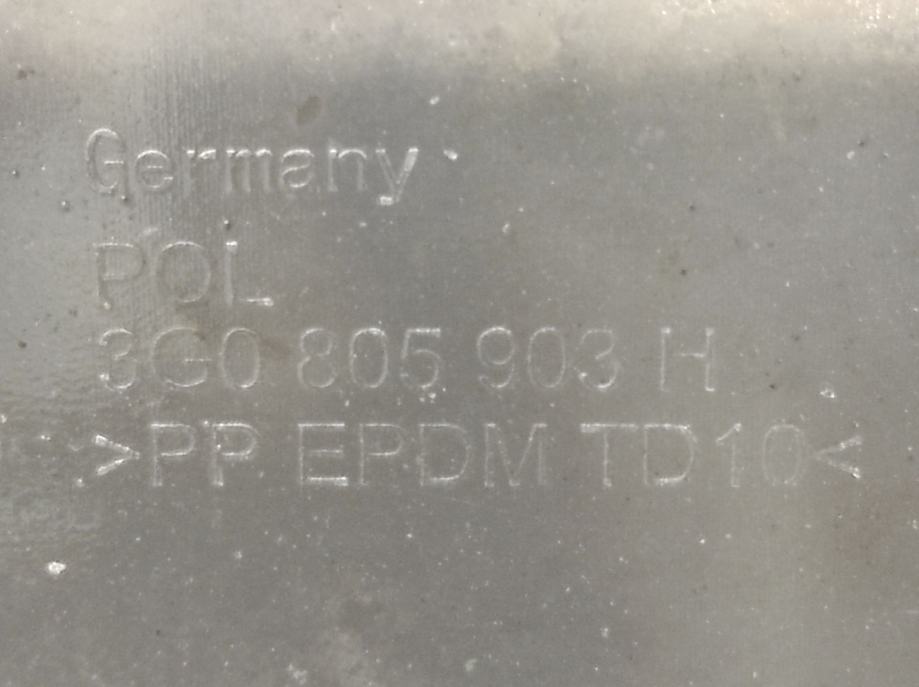 Germany
POL
3G0 805 903 H
>PP EPDM TD10<